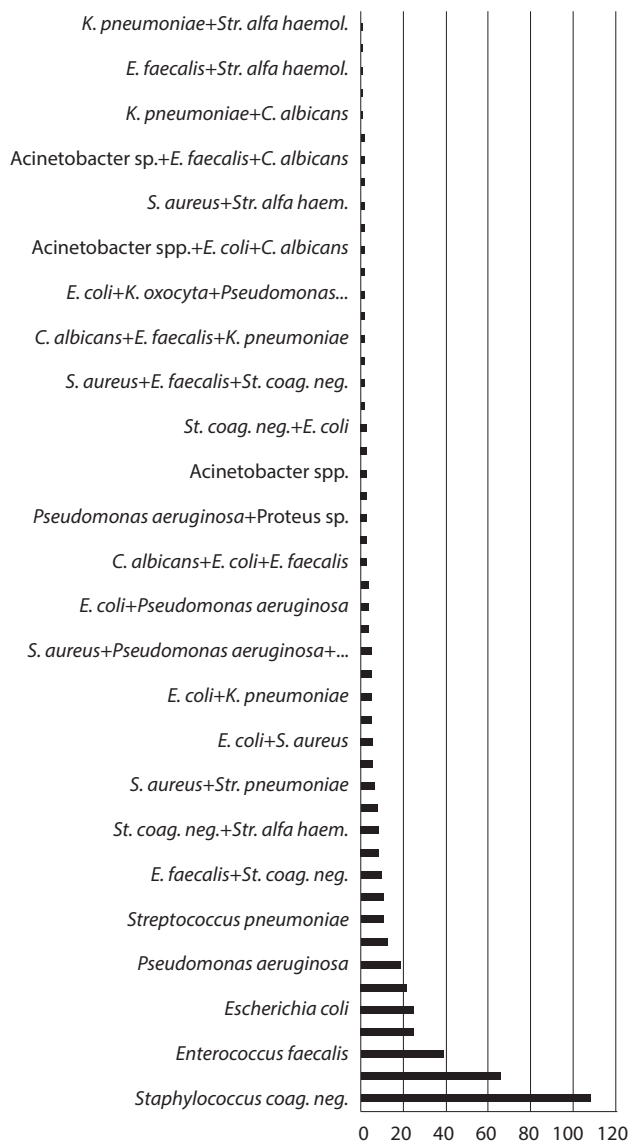 K. pneumoniae+Str. alfa haemol.
E. faecalis+Str. alfa haemol.
K. pneumoniae+C. albicans
Acinetobacter sp.+E. faecalis+C. albicans
S. aureus+Str. alfa haem.
Acinetobacter spp.+E. coli+C. albicans
E. coli+K. oxocyta+Pseudomonas...
C. albicans+E. faecalis+K. pneumoniae
S. aureus+E. faecalis+St. coag. neg.
St. coag. neg.+E. coli
Acinetobacter spp.
Pseudomonas aeruginosa+Proteus sp.
C. albicans+E. coli+E. faecalis
E. coli+Pseudomonas aeruginosa
S. aureus+Pseudomonas aeruginosa+...
E. coli+K. pneumoniae
E. coli+S. aureus
S. aureus+Str. pneumoniae
St. coag. neg.+Str. alfa haem.
E. faecalis+St. coag. neg.
Streptococcus pneumoniae
Pseudomonas aeruginosa
Escherichia coli
Enterococcus faecalis
Staphylococcus coag. neg.
0 20 40 60 80 100 120